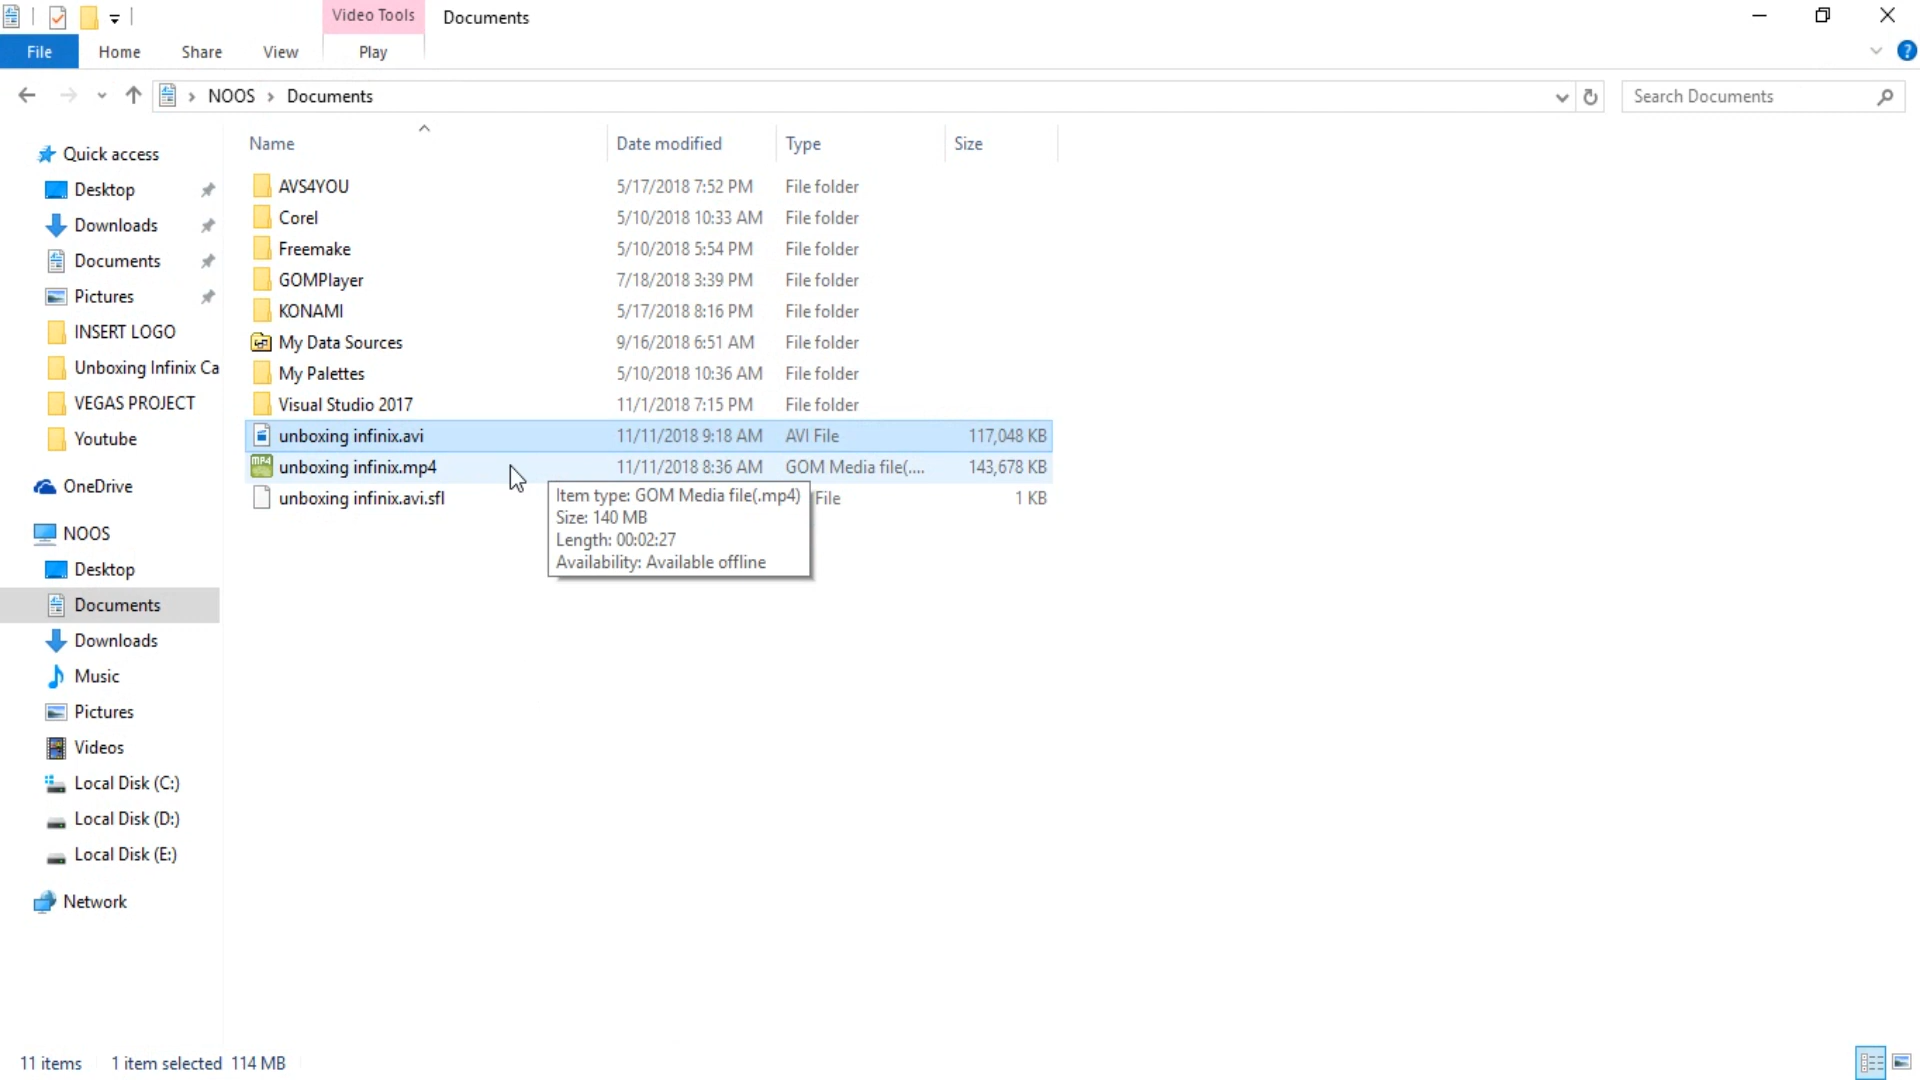 Video Tools Documents
File Home Share View Play
NOOS Documents Search Documents
Name Date modified Type Size
Quick access
Desktop
Downloads
Documents
Pictures
INSERT LOGO
Unboxing Infinix Ca
VEGAS PROJECT
Youtube
OneDrive
NOOS
Desktop
Documents
Downloads
Music
Pictures
Videos
Local Disk (C:)
Local Disk (D:)
Local Disk (E:)
Network
AVS4YOU 5/17/2018 7:52 PM File folder
Corel 5/10/2018 10:33 AM File folder
Freemake 5/10/2018 5:54 PM File folder
GOMPlayer 7/18/2018 3:39 PM File folder
KONAMI 5/17/2018 8:16 PM File folder
My Data Sources 9/16/2018 6:51 AM File folder
My Palettes 5/10/2018 10:36 AM File folder
Visual Studio 2017 11/1/2018 7:15 PM File folder
unboxing infinix.avi 11/11/2018 9:18 AM AVI File 117,048 KB
unboxing infinix.mp4 11/11/2018 8:36 AM GOM Media file(.... 143,678 KB
unboxing infinix.avi.sfl File 1 KB
Item type: GOM Media file(.mp4)
Size: 140 MB
Length: 00:02:27
Availability: Available offline
11 items 1 item selected 114 MB